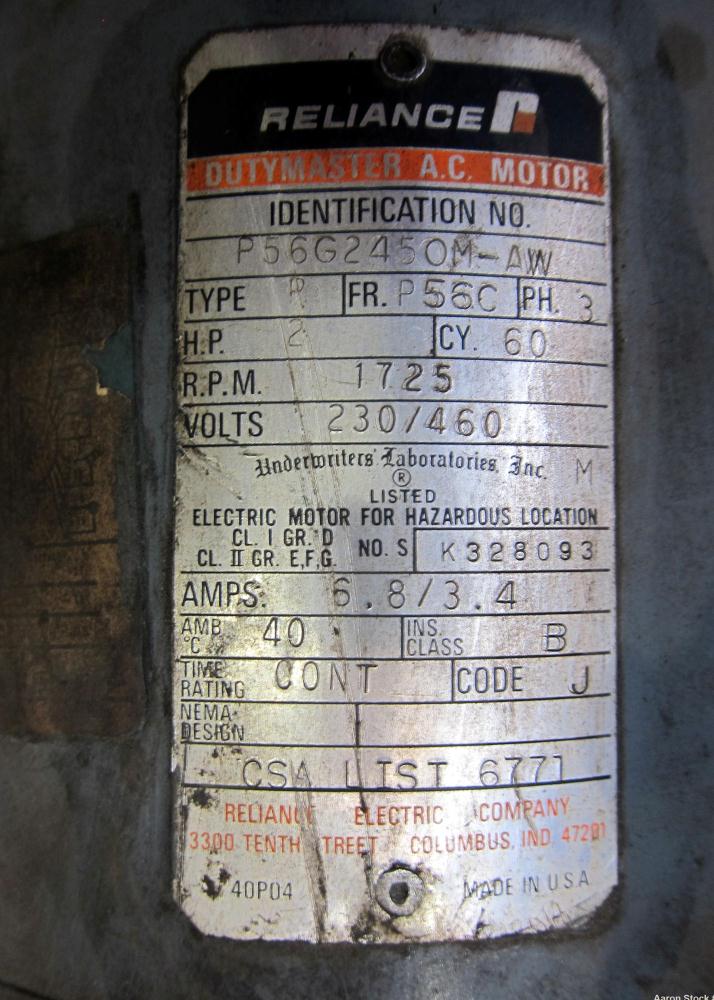 RELIANCE
DUTYMASTER A.C. MOTOR
IDENTIFICATION NO.
P56G2450M-AW
TYPE P FR. P56C PH. 3
H.P. 2 CY. 60
R.P.M. 1725
VOLTS 230/460
Underwriters' Laboratories, Inc. M
®
LISTED
ELECTRIC MOTOR FOR HAZARDOUS LOCATION
CL. I GR. D
CL. II GR. E,F,G. NO. S K328093
AMPS. 6.8/3.4
AMB °C 40 INS. CLASS B
TIME RATING CONT CODE J
NEMA DESIGN
CSA LIST 6771
RELIANCE ELECTRIC COMPANY
3300 TENTH TREET COLUMBUS, IND. 47201
40P04 MADE IN U.S.A
Aaron Stock